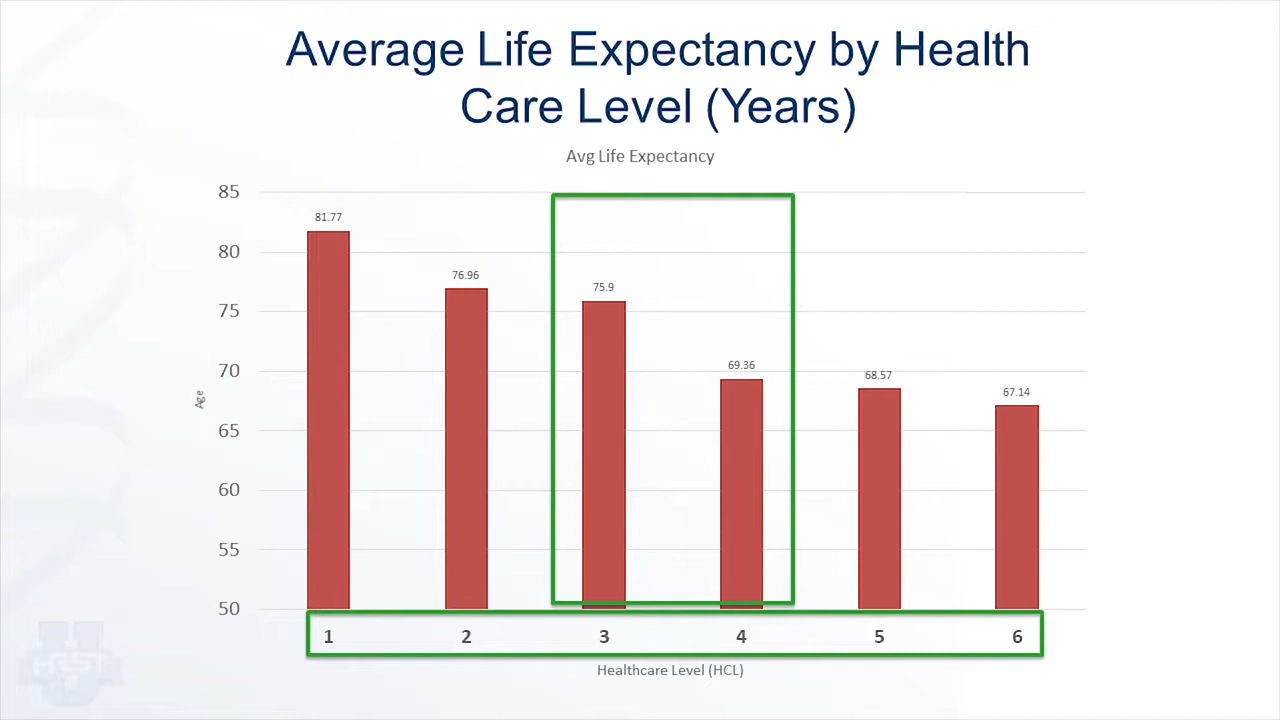 Average Life Expectancy by Health
Care Level (Years)
Avg Life Expectancy
85
80
75
70
65
60
55
50
Age
81.77
76.96
75.9
69.36
68.57
67.14
1 2 3 4 5 6
Healthcare Level (HCL)
U
HRST